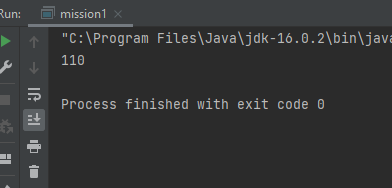 Run: mission1
"C:\Program Files\Java\jdk-16.0.2\bin\java
110
Process finished with exit code 0